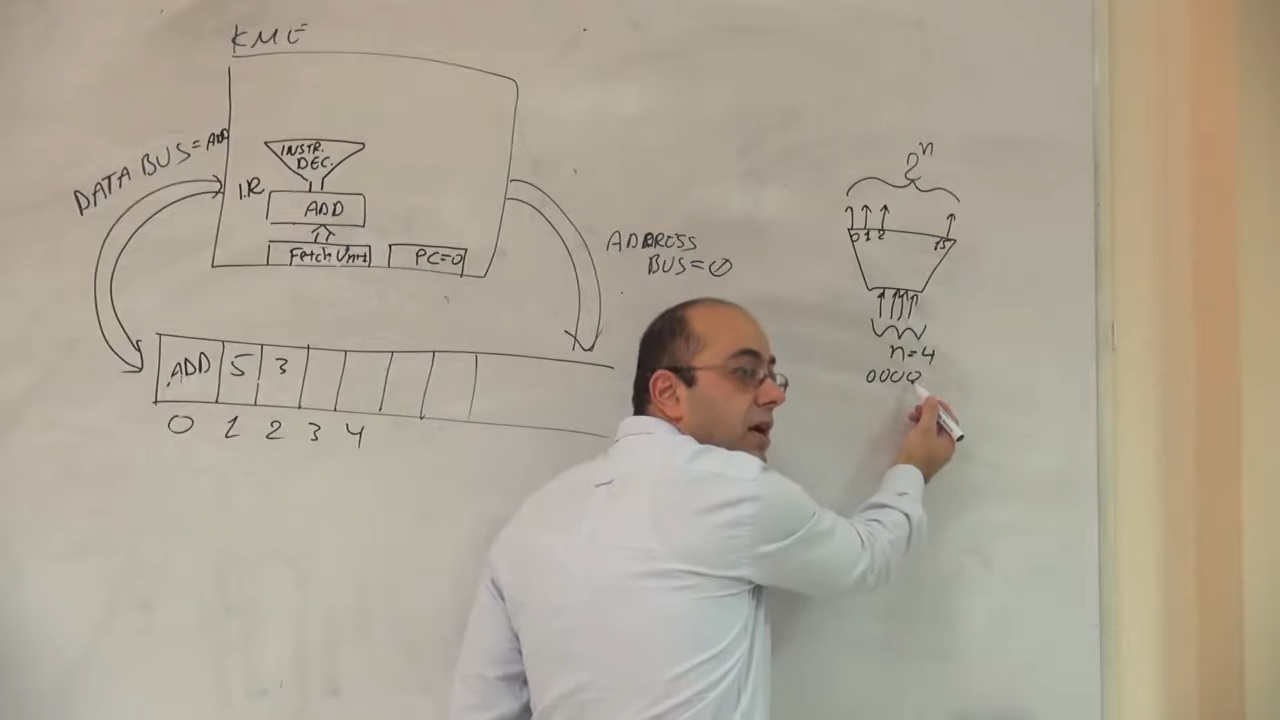 KME
DATA BUS=ADD
INSTR.
DEC.
I.R
ADD
Fetch Unit
PC=0
ADDRESS
BUS=0
ADD 5 3
0 1 2 3 4
2ⁿ
0 1 2 15
n=4
0000